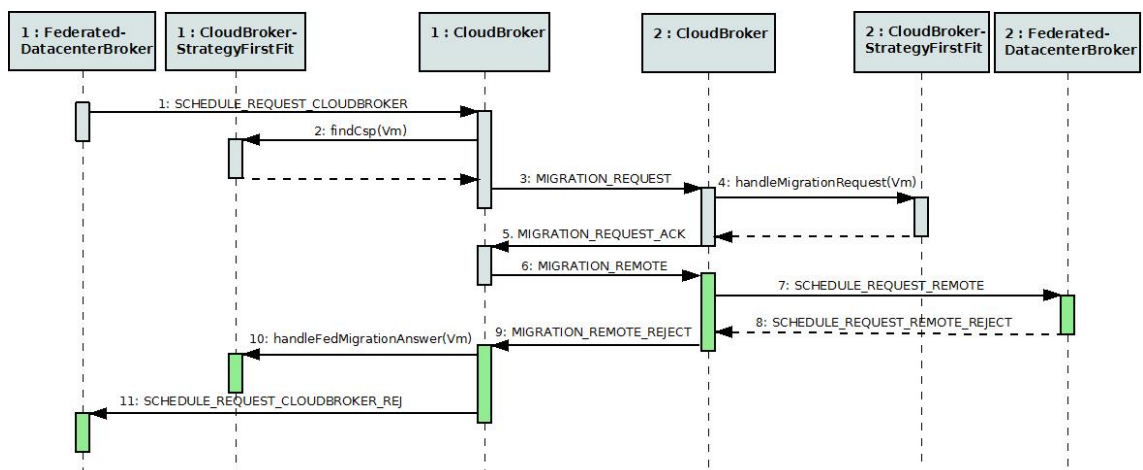 1 : Federated-
DatacenterBroker
1 : CloudBroker-
StrategyFirstFit
1 : CloudBroker
2 : CloudBroker
2 : CloudBroker-
StrategyFirstFit
2 : Federated-
DatacenterBroker
1: SCHEDULE_REQUEST_CLOUDBROKER
2: findCsp(Vm)
3: MIGRATION_REQUEST
4: handleMigrationRequest(Vm)
5. MIGRATION_REQUEST_ACK
6: MIGRATION_REMOTE
7: SCHEDULE_REQUEST_REMOTE
8: SCHEDULE_REQUEST_REMOTE_REJECT
9: MIGRATION_REMOTE_REJECT
10: handleFedMigrationAnswer(Vm)
11: SCHEDULE_REQUEST_CLOUDBROKER_REJ